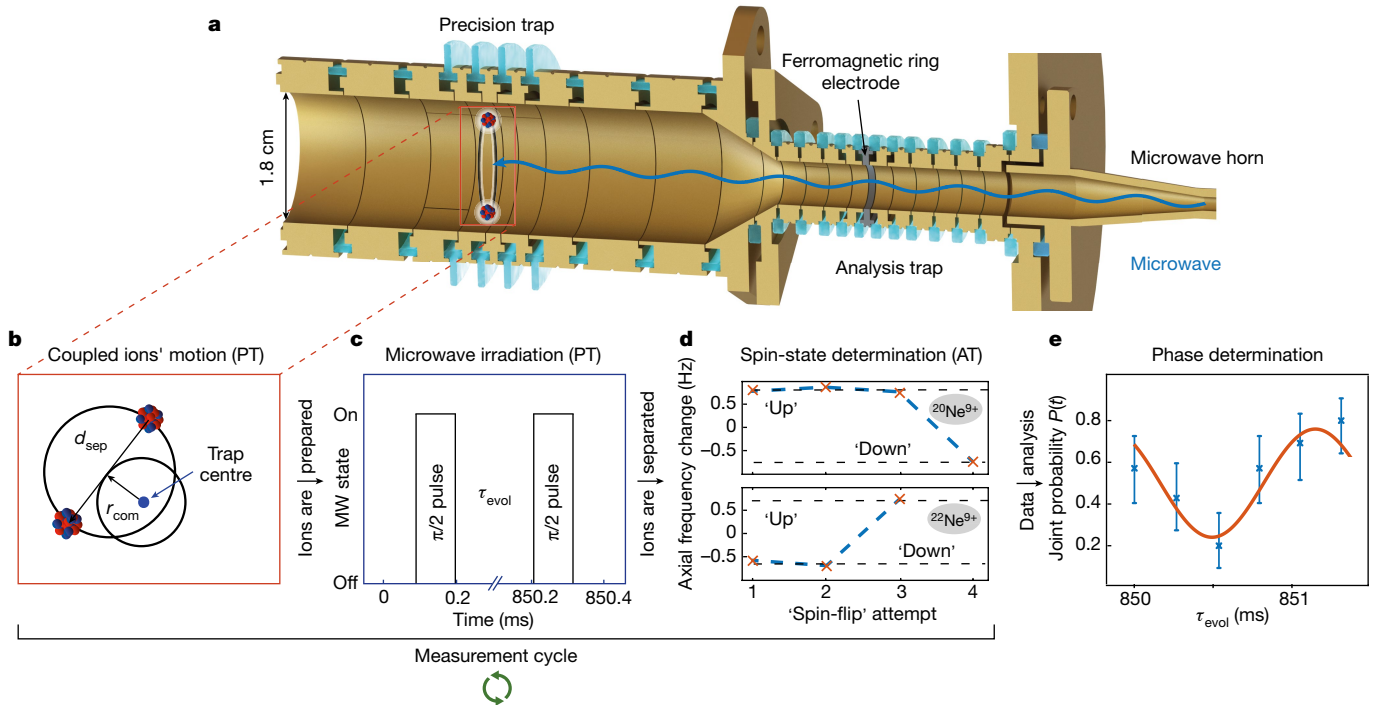 a
Precision trap
Ferromagnetic ring
electrode
1.8 cm
Microwave horn
Analysis trap
Microwave
b
Coupled ions' motion (PT)
d_sep
Trap
centre
r_com
Ions are prepared
c
Microwave irradiation (PT)
MW state
On
Off
π/2 pulse
τ_evol
π/2 pulse
0
0.2
850.2
850.4
Time (ms)
Ions are separated
d
Spin-state determination (AT)
Axial frequency change (Hz)
0.5
0
−0.5
'Up'
'Down'
²⁰Ne⁹⁺
0.5
0
−0.5
'Up'
'Down'
²²Ne⁹⁺
1
2
3
4
'Spin-flip' attempt
Data analysis
e
Phase determination
Joint probability P(t)
0.8
0.6
0.4
0.2
850
851
τ_evol (ms)
Measurement cycle